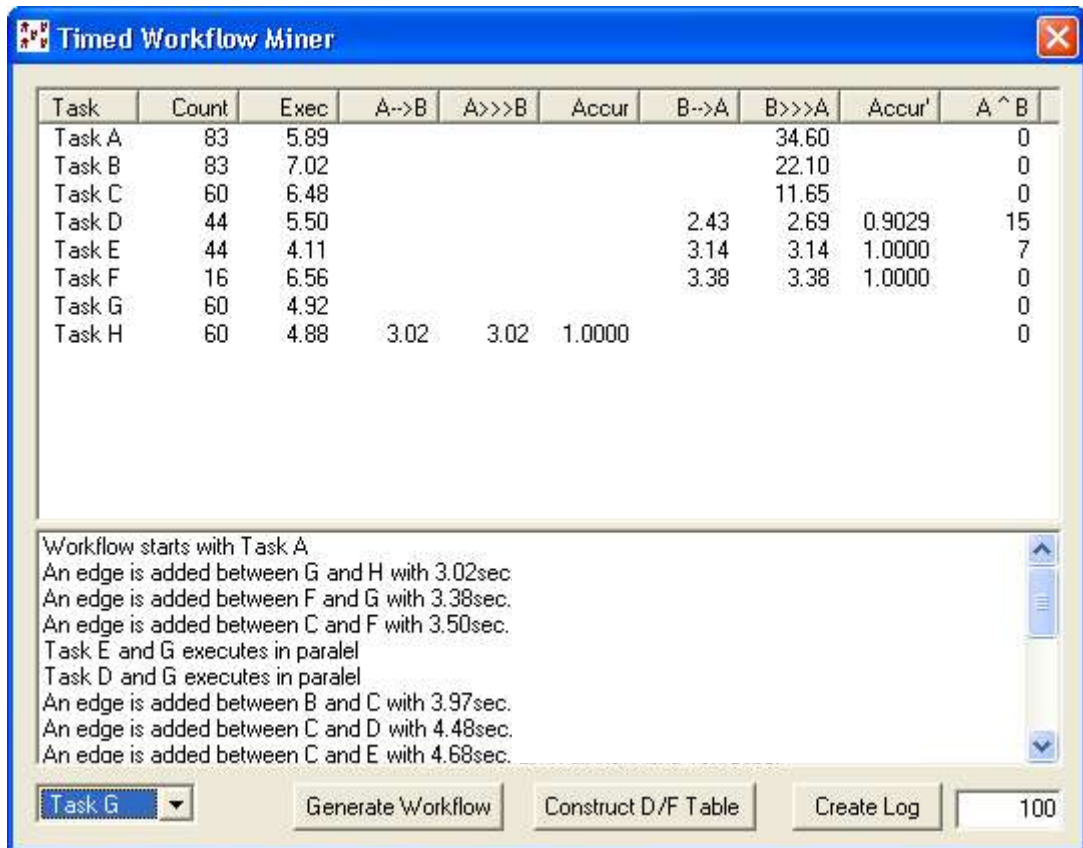 Timed Workflow Miner
Task Count Exec A-->B A>>>B Accur B-->A B>>>A Accur' A^B
Task A 83 5.89 34.60 0
Task B 83 7.02 22.10 0
Task C 60 6.48 11.65 0
Task D 44 5.50 2.43 2.69 0.9029 15
Task E 44 4.11 3.14 3.14 1.0000 7
Task F 16 6.56 3.38 3.38 1.0000 0
Task G 60 4.92 0
Task H 60 4.88 3.02 3.02 1.0000 0
Workflow starts with Task A
An edge is added between G and H with 3.02sec
An edge is added between F and G with 3.38sec.
An edge is added between C and F with 3.50sec.
Task E and G executes in paralel
Task D and G executes in paralel
An edge is added between B and C with 3.97sec.
An edge is added between C and D with 4.48sec.
An edge is added between C and E with 4.68sec.
Task G Generate Workflow Construct D/F Table Create Log 100